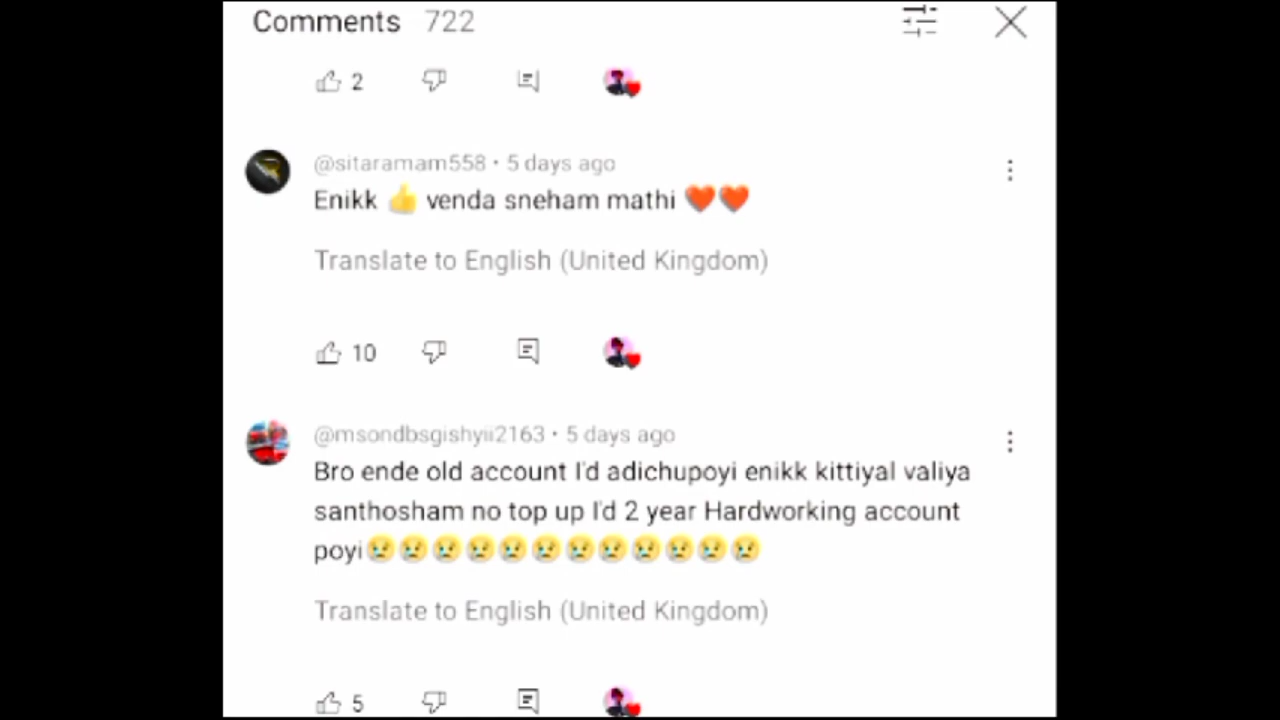 Comments 722
2
@sitaramam558 • 5 days ago
Enikk 👍 venda sneham mathi ❤️❤️
Translate to English (United Kingdom)
10
@msondbsgishyii2163 • 5 days ago
Bro ende old account I'd adichupoyi enikk kittiyal valiya
santhosham no top up I'd 2 year Hardworking account
poyi😢😢😢😢😢😢😢😢😢😢😢😢
Translate to English (United Kingdom)
5